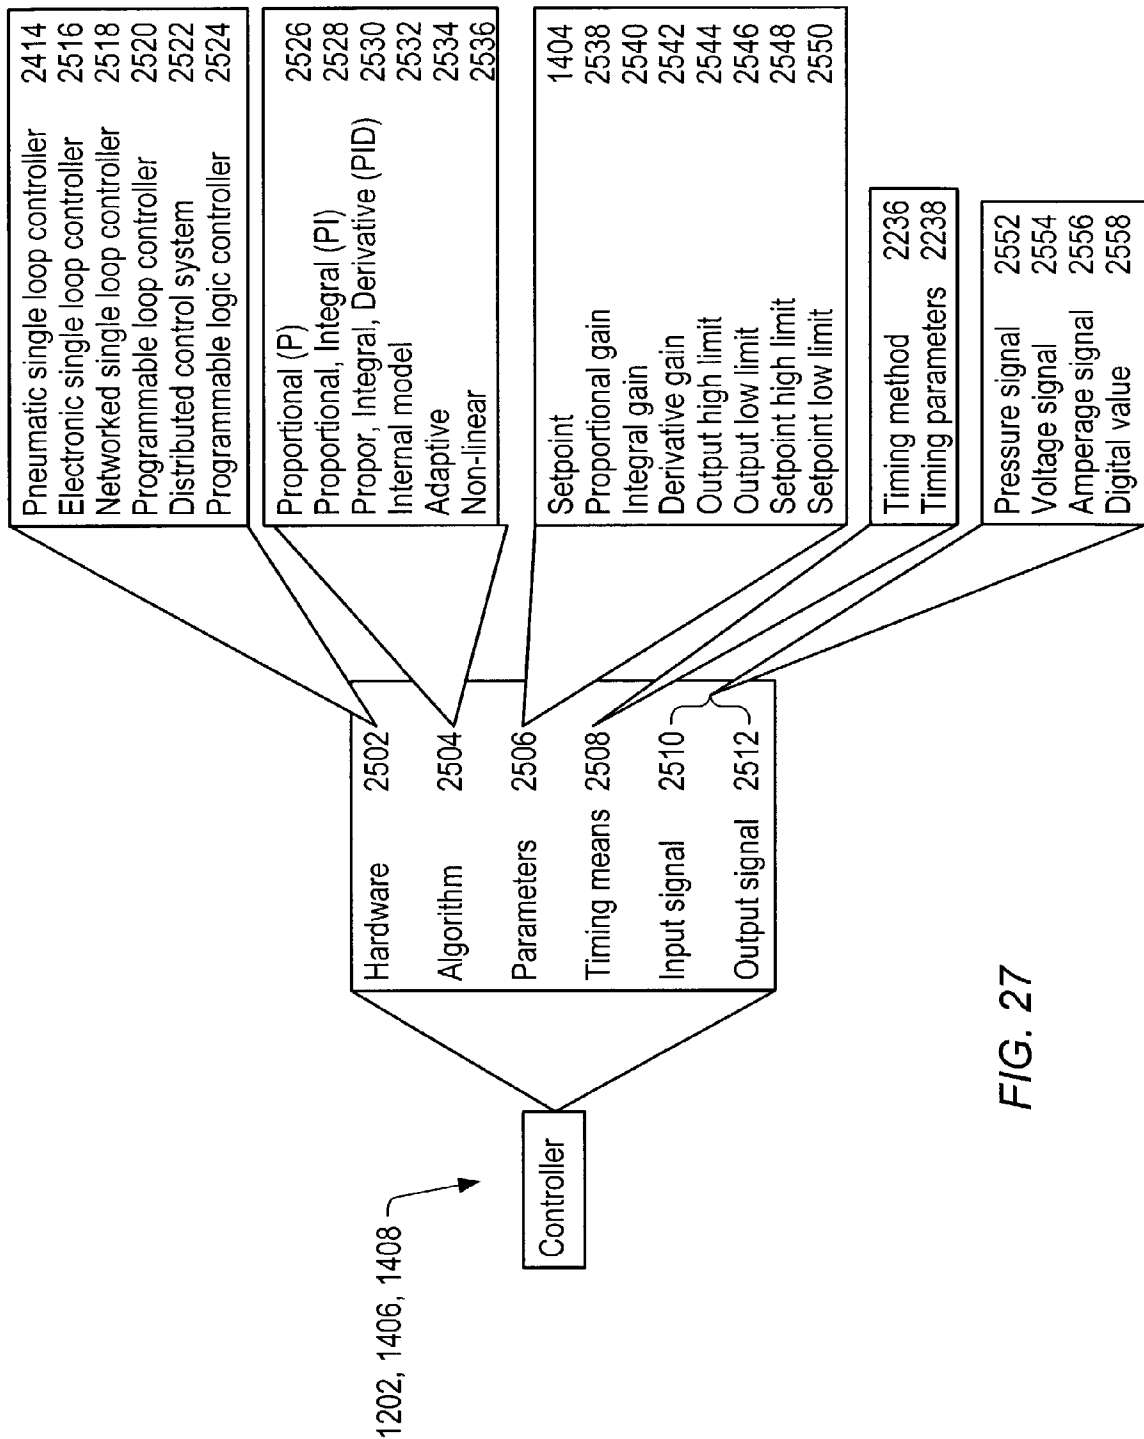 1202, 1406, 1408
Controller
Hardware 2502
Algorithm 2504
Parameters 2506
Timing means 2508
Input signal 2510
Output signal 2512
Pneumatic single loop controller 2414
Electronic single loop controller 2516
Networked single loop controller 2518
Programmable loop controller 2520
Distributed control system 2522
Programmable logic controller 2524
Proportional (P) 2526
Proportional, Integral (PI) 2528
Propor, Integral, Derivative (PID) 2530
Internal model 2532
Adaptive 2534
Non-linear 2536
Setpoint 1404
Proportional gain 2538
Integral gain 2540
Derivative gain 2542
Output high limit 2544
Output low limit 2546
Setpoint high limit 2548
Setpoint low limit 2550
Timing method 2236
Timing parameters 2238
Pressure signal 2552
Voltage signal 2554
Amperage signal 2556
Digital value 2558
FIG. 27